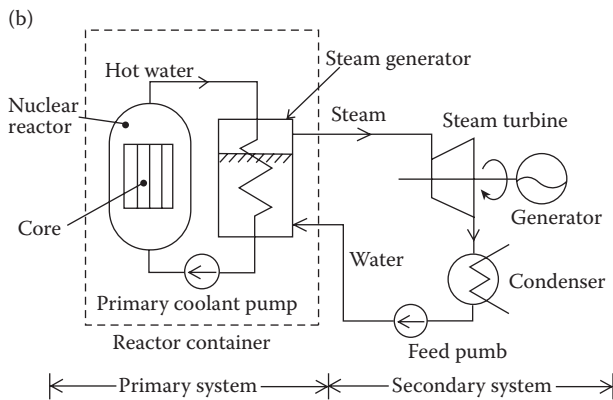 (b)
Hot water
Steam generator
Nuclear
reactor
Steam
Steam turbine
Core
Generator
Water
Condenser
Primary coolant pump
Reactor container
Feed pumb
Primary system
Secondary system